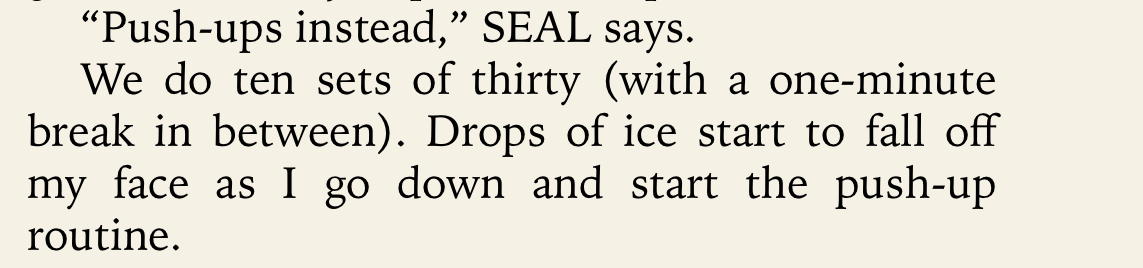 “Push-ups instead,” SEAL says.
We do ten sets of thirty (with a one-minute
break in between). Drops of ice start to fall off
my face as I go down and start the push-up
routine.